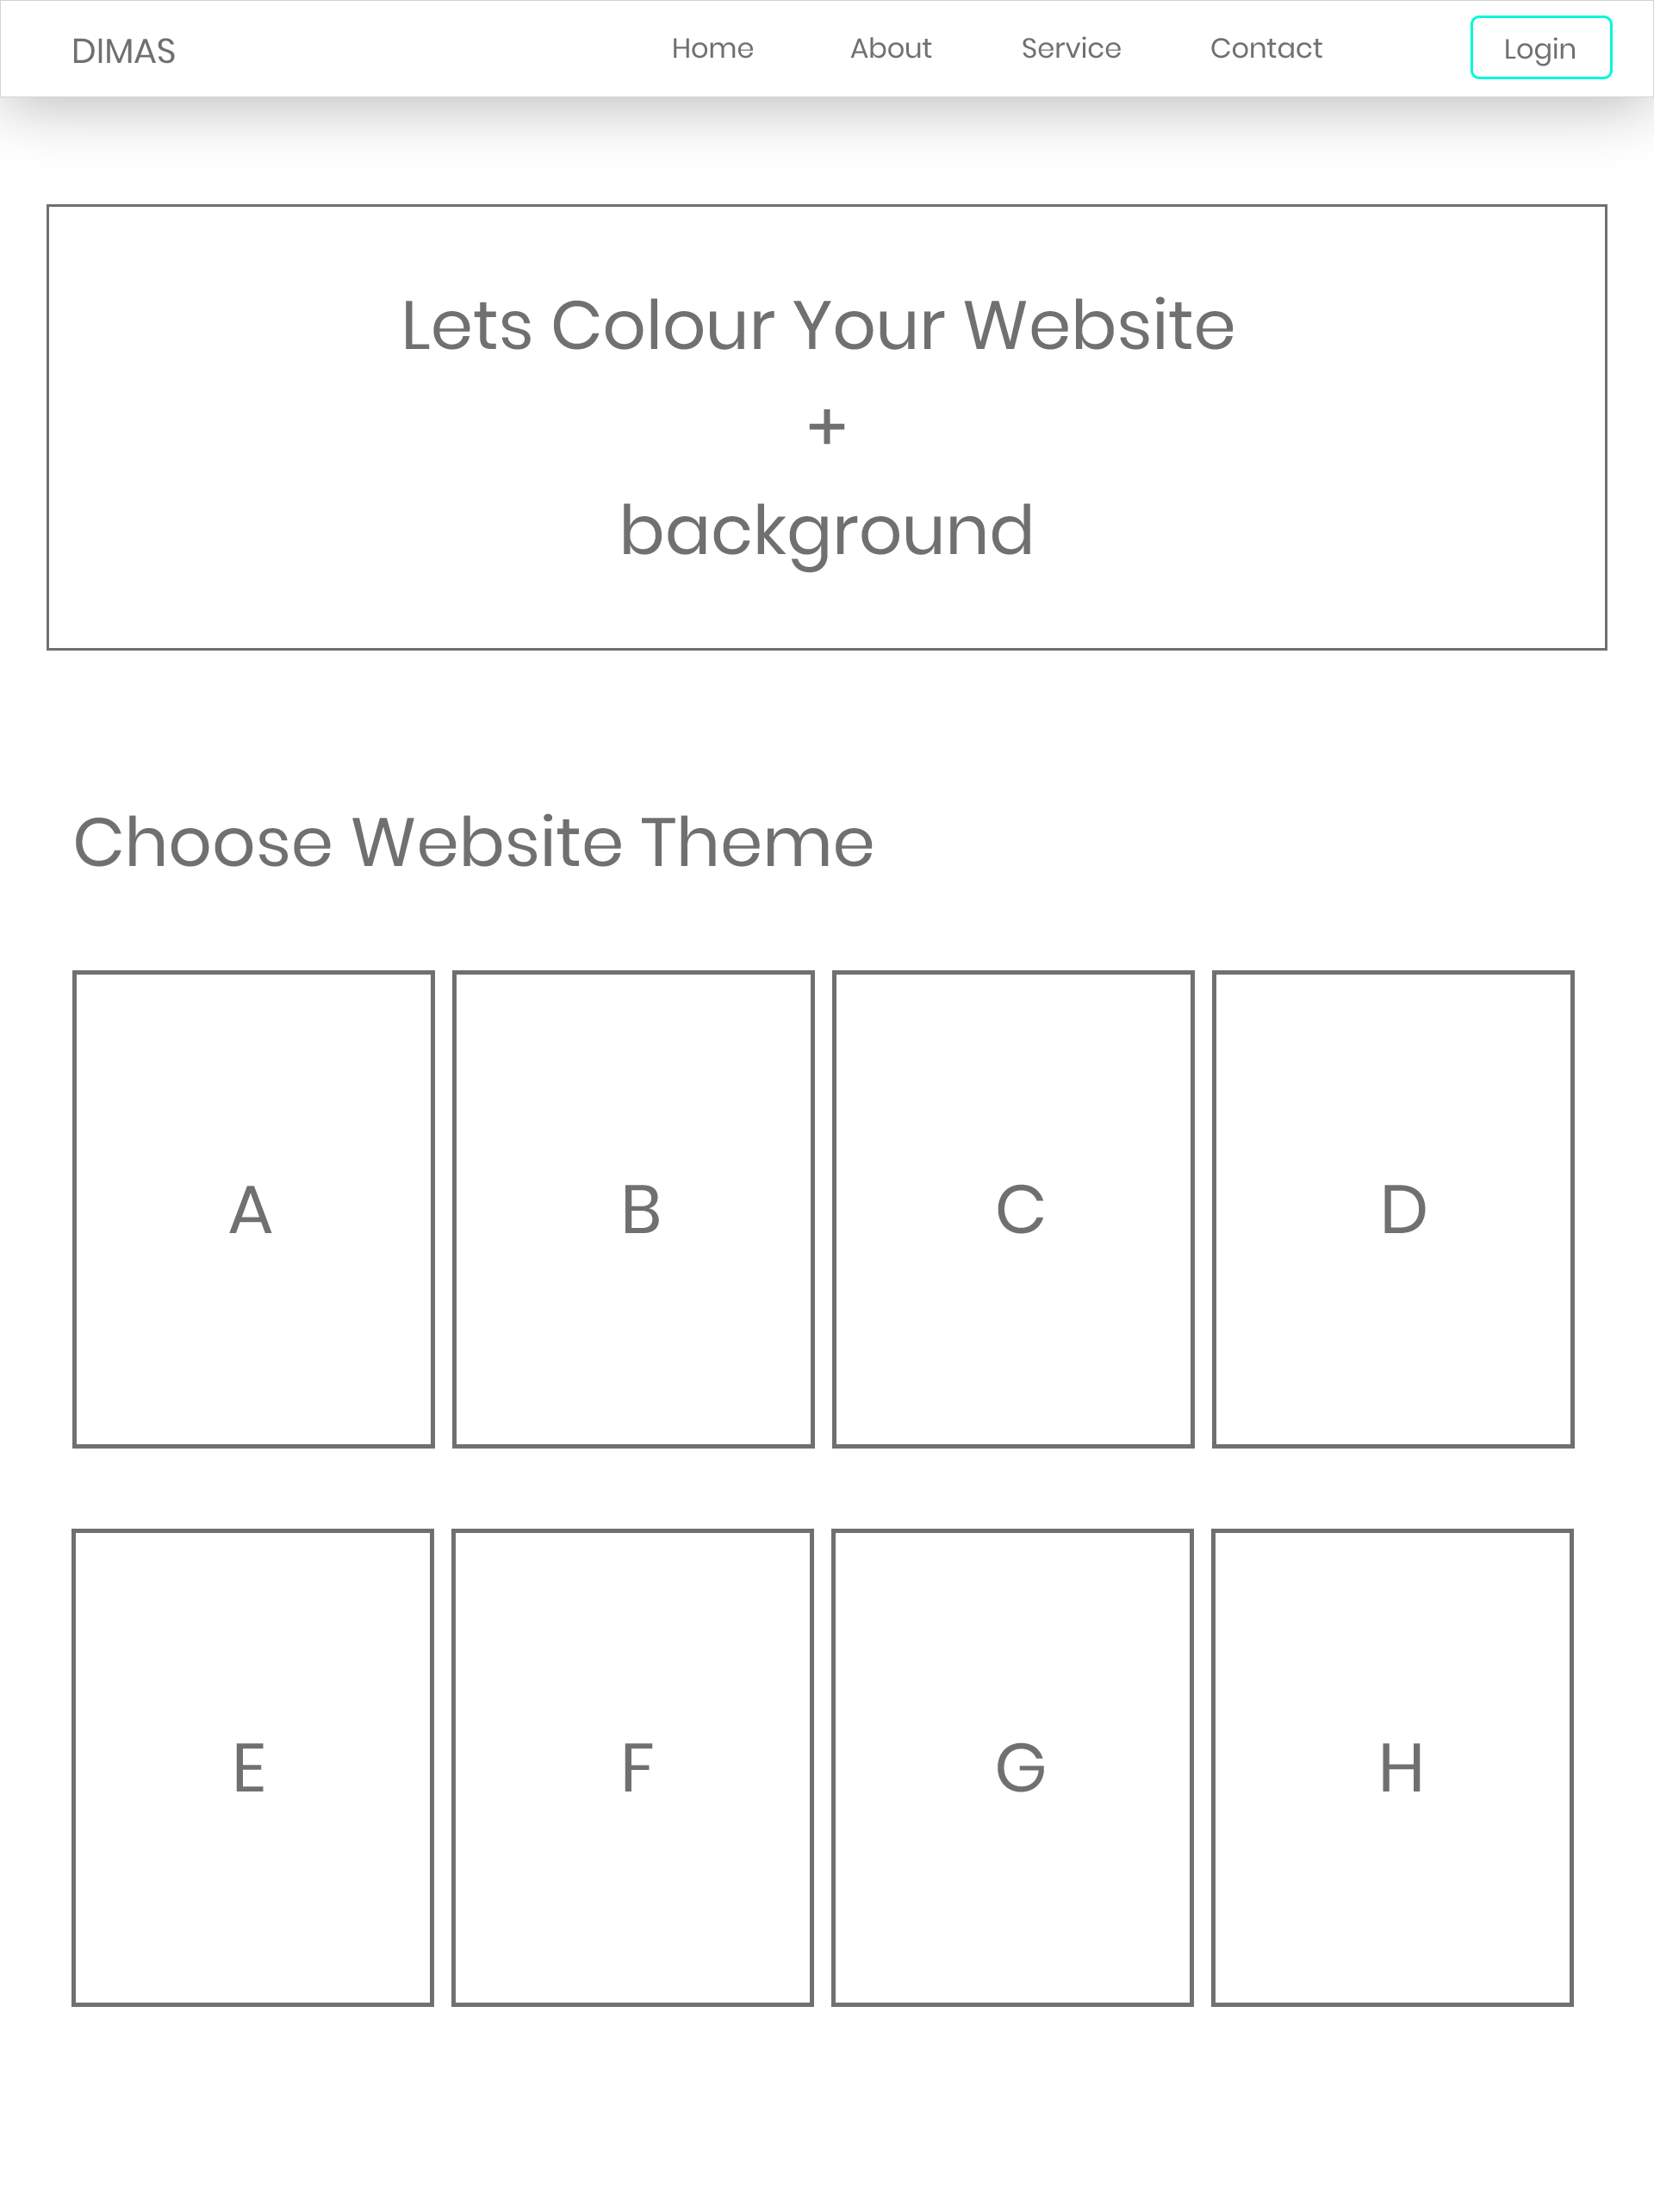 DIMAS Home About Service Contact Login
Lets Colour Your Website
+
background
Choose Website Theme
A B C D
E F G H